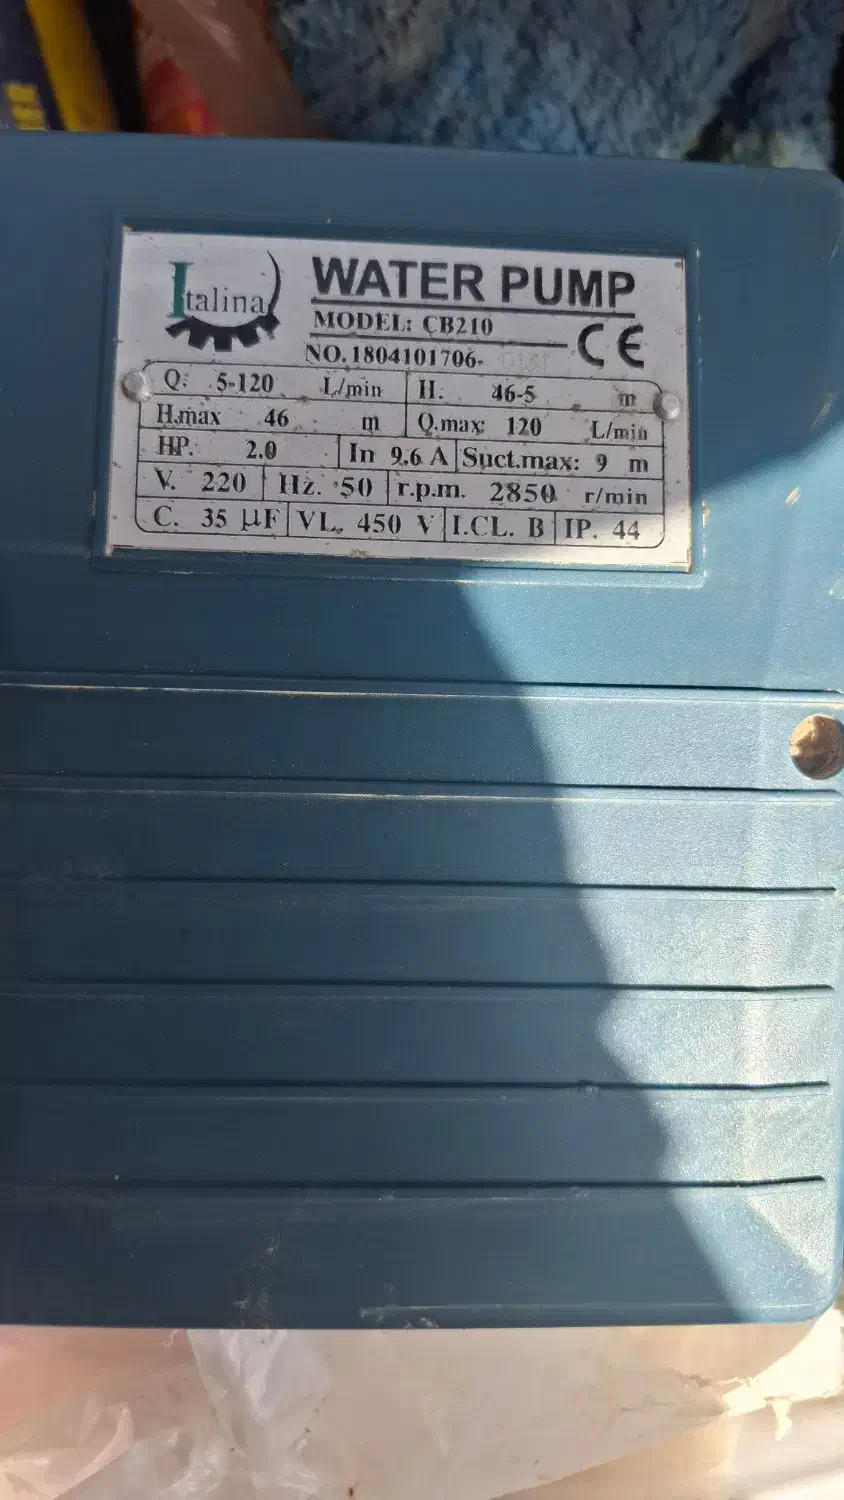 Italina
WATER PUMP
MODEL: CB210
NO. 1804101706-
CE
Q: 5-120 L/min H. 46-5 m
H.max 46 m Q.max: 120 L/min
HP. 2.0 In 9.6 A Suct.max: 9 m
V. 220 Hz. 50 r.p.m. 2850 r/min
C. 35 µF VL. 450 V I.CL. B IP. 44